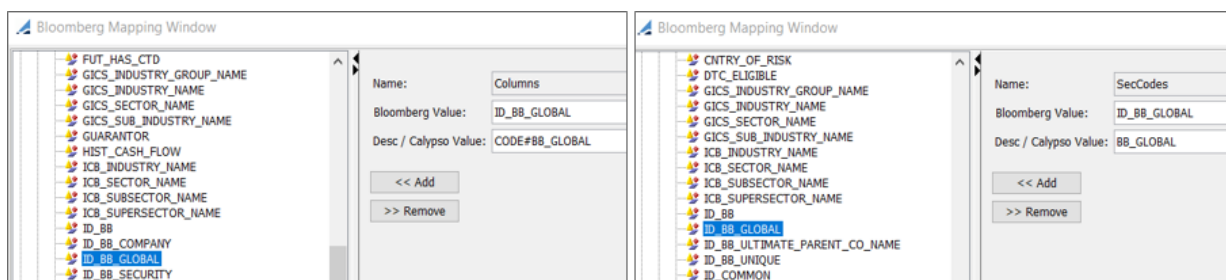 Bloomberg Mapping Window
FUT_HAS_CTD
GICS_INDUSTRY_GROUP_NAME
GICS_INDUSTRY_NAME
GICS_SECTOR_NAME
GICS_SUB_INDUSTRY_NAME
GUARANTOR
HIST_CASH_FLOW
ICB_INDUSTRY_NAME
ICB_SECTOR_NAME
ICB_SUBSECTOR_NAME
ICB_SUPERSECTOR_NAME
ID_BB
ID_BB_COMPANY
ID_BB_GLOBAL
ID_BB_SECURITY
Name: Columns
Bloomberg Value: ID_BB_GLOBAL
Desc / Calypso Value: CODE#BB_GLOBAL
<< Add
>> Remove
Bloomberg Mapping Window
CNTRY_OF_RISK
DTC_ELIGIBLE
GICS_INDUSTRY_GROUP_NAME
GICS_INDUSTRY_NAME
GICS_SECTOR_NAME
GICS_SUB_INDUSTRY_NAME
ICB_INDUSTRY_NAME
ICB_SECTOR_NAME
ICB_SUBSECTOR_NAME
ICB_SUPERSECTOR_NAME
ID_BB
ID_BB_GLOBAL
ID_BB_ULTIMATE_PARENT_CO_NAME
ID_BB_UNIQUE
ID_COMMON
Name: SecCodes
Bloomberg Value: ID_BB_GLOBAL
Desc / Calypso Value: BB_GLOBAL
<< Add
>> Remove